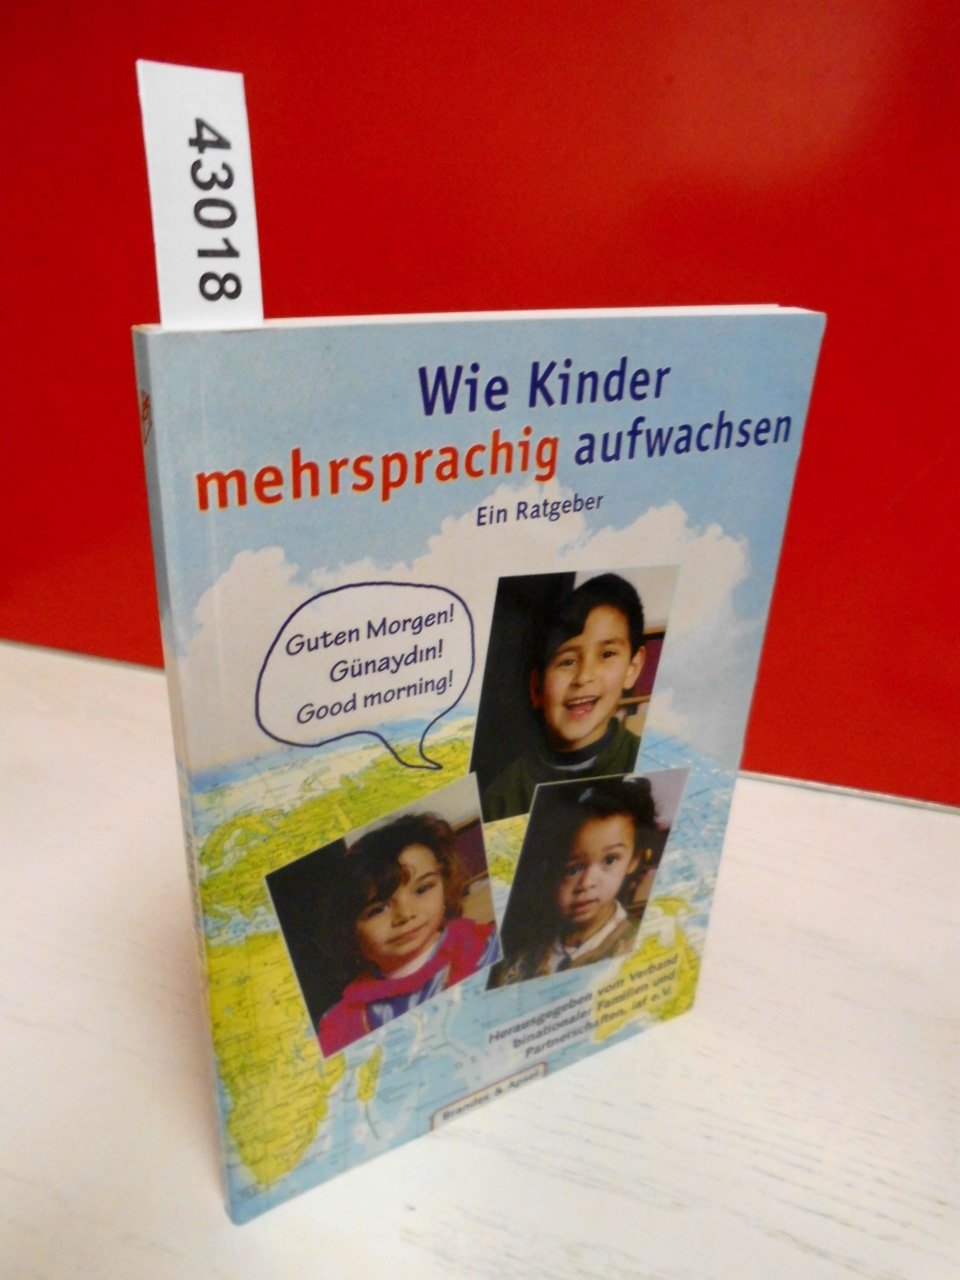 43018
Wie Kinder
mehrsprachig aufwachsen
Ein Ratgeber
Guten Morgen!
Günaydın!
Good morning!
Herausgegeben vom Verband
binationaler Familien und
Partnerschaften, iaf e.V.
Brandes & Apsel